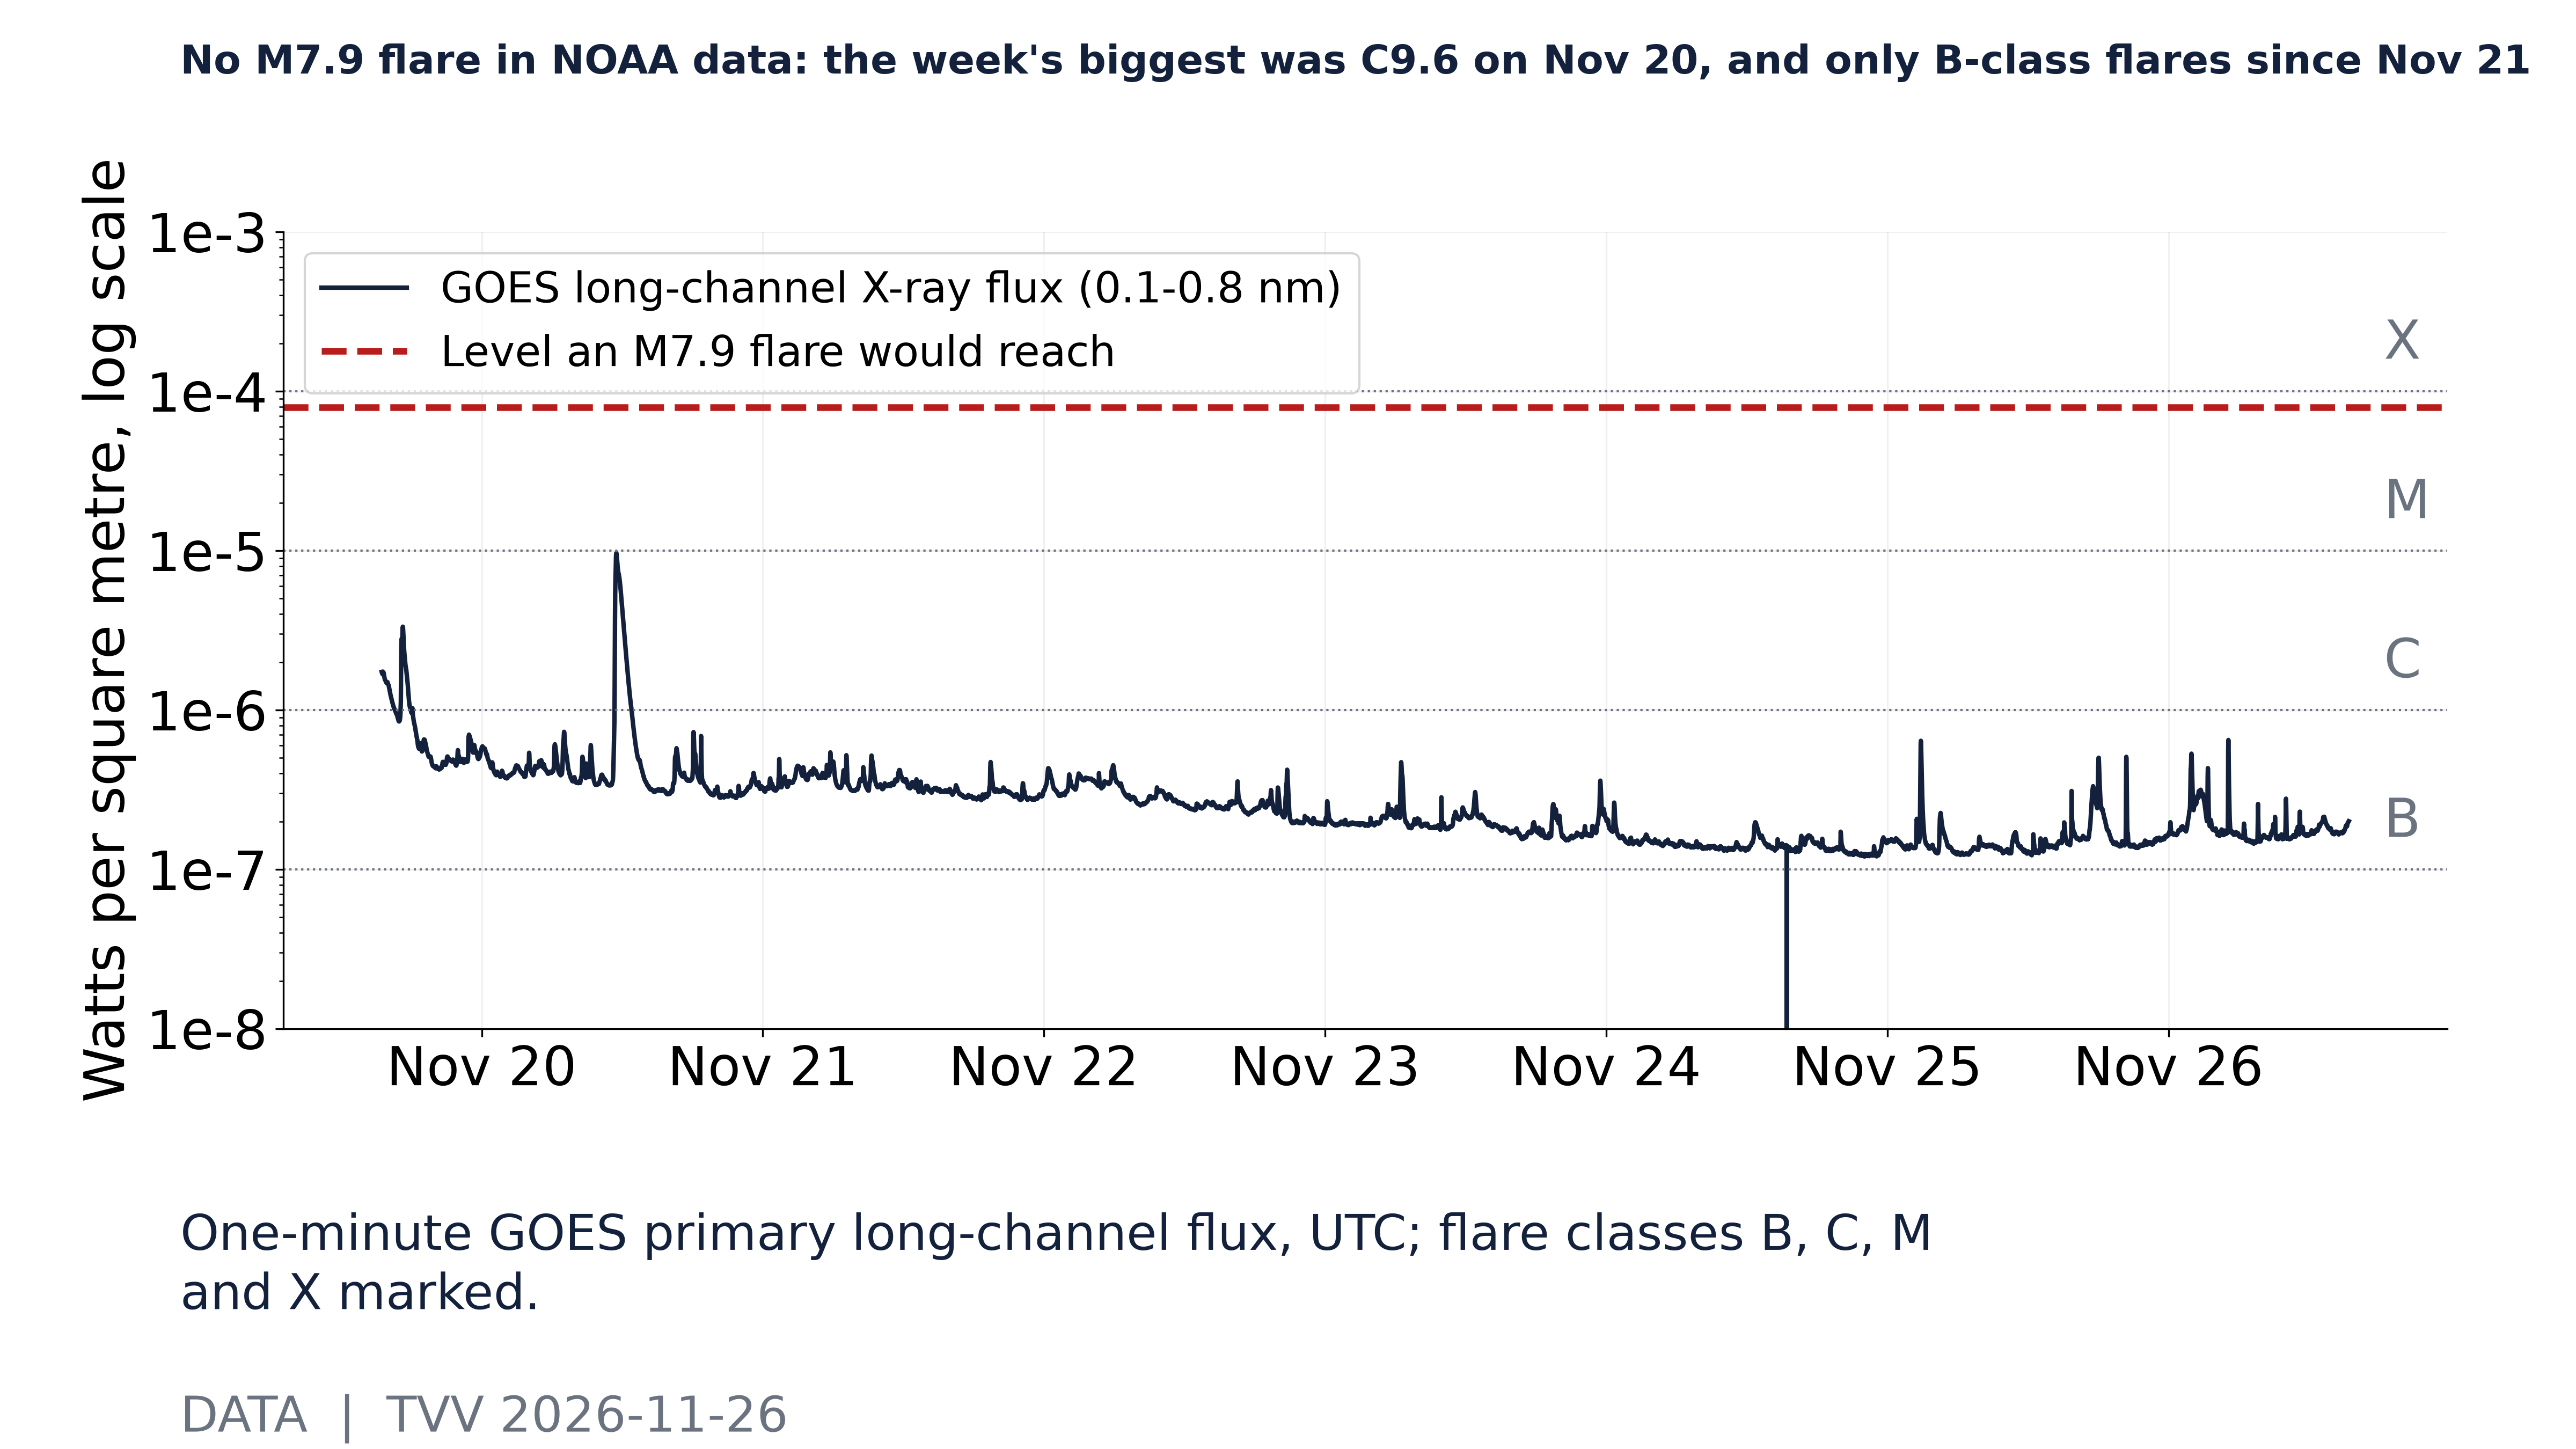 No M7.9 flare in NOAA data: the week's biggest was C9.6 on Nov 20, and only B-class flares since Nov 21
Watts per square metre, log scale
1e-3
1e-4
1e-5
1e-6
1e-7
1e-8
GOES long-channel X-ray flux (0.1-0.8 nm)
Level an M7.9 flare would reach
X
M
C
B
Nov 20 Nov 21 Nov 22 Nov 23 Nov 24 Nov 25 Nov 26
One-minute GOES primary long-channel flux, UTC; flare classes B, C, M
and X marked.
DATA | TVV 2026-11-26